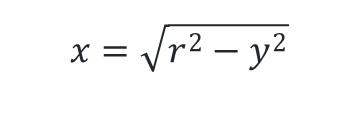 x = √(r² − y²)